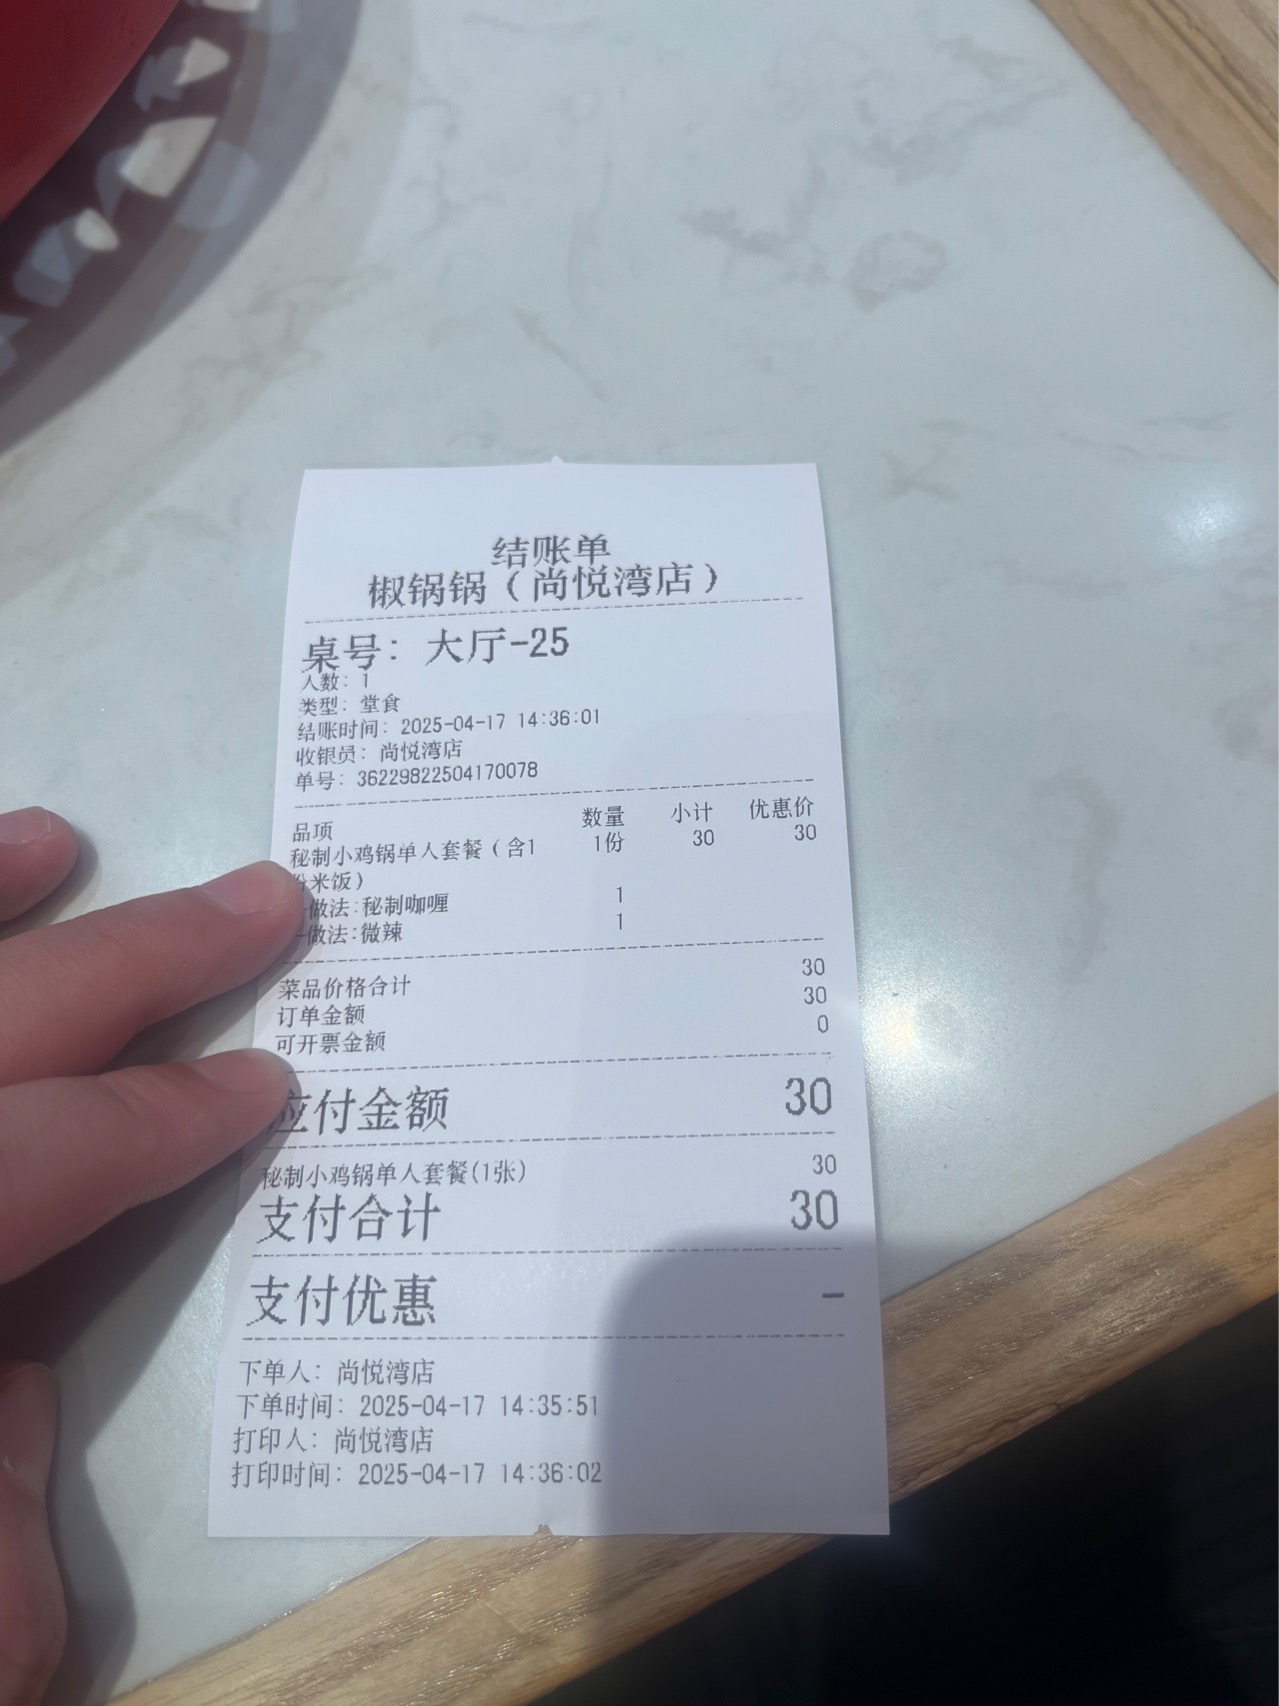 结账单
椒锅锅（尚悦湾店）
桌号：大厅-25
人数：1
类型：堂食
结账时间：2025-04-17 14:36:01
收银员：尚悦湾店
单号：36229822504170078
品项 数量 小计 优惠价
秘制小鸡锅单人套餐（含1 1份 30 30
份米饭）
-做法:秘制咖喱 1
-做法:微辣 1
菜品价格合计 30
订单金额 30
可开票金额 0
应付金额 30
秘制小鸡锅单人套餐(1张) 30
支付合计 30
支付优惠 -
下单人：尚悦湾店
下单时间：2025-04-17 14:35:51
打印人：尚悦湾店
打印时间：2025-04-17 14:36:02